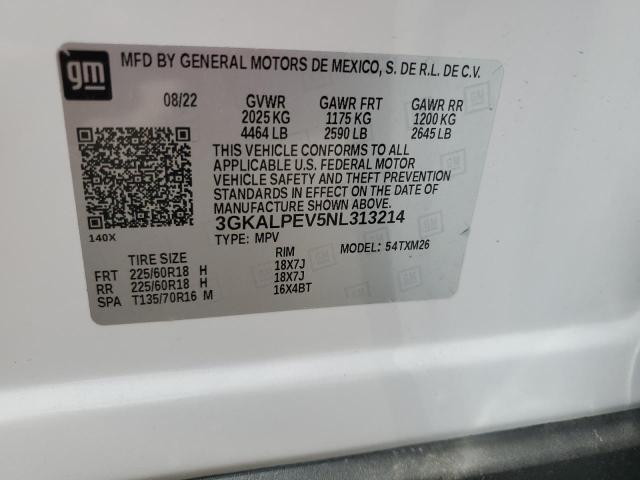 gm
MFD BY GENERAL MOTORS DE MEXICO, S. DE R.L. DE C.V.
08/22 GVWR GAWR FRT GAWR RR
2025 KG 1175 KG 1200 KG
4464 LB 2590 LB 2645 LB
THIS VEHICLE CONFORMS TO ALL
APPLICABLE U.S. FEDERAL MOTOR
VEHICLE SAFETY AND THEFT PREVENTION
STANDARDS IN EFFECT ON THE DATE OF
MANUFACTURE SHOWN ABOVE.
3GKALPEV5NL313214
140X
TYPE: MPV MODEL: 54TXM26
TIRE SIZE RIM
FRT 225/60R18 H 18X7J
RR 225/60R18 H 18X7J
SPA T135/70R16 M 16X4BT